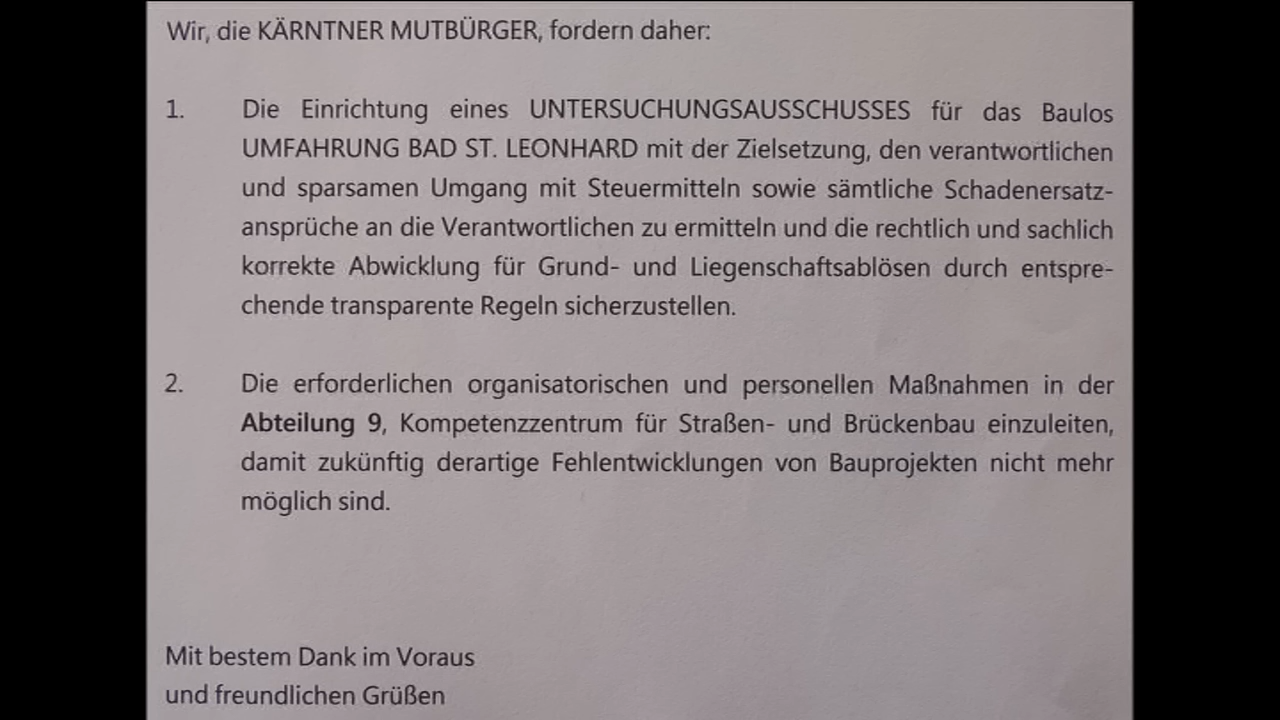 Wir, die KÄRNTNER MUTBÜRGER, fordern daher:
1. Die Einrichtung eines UNTERSUCHUNGSAUSSCHUSSES für das Baulos
UMFAHRUNG BAD ST. LEONHARD mit der Zielsetzung, den verantwortlichen
und sparsamen Umgang mit Steuermitteln sowie sämtliche Schadenersatz-
ansprüche an die Verantwortlichen zu ermitteln und die rechtlich und sachlich
korrekte Abwicklung für Grund- und Liegenschaftsablösen durch entspre-
chende transparente Regeln sicherzustellen.
2. Die erforderlichen organisatorischen und personellen Maßnahmen in der
Abteilung 9, Kompetenzzentrum für Straßen- und Brückenbau einzuleiten,
damit zukünftig derartige Fehlentwicklungen von Bauprojekten nicht mehr
möglich sind.
Mit bestem Dank im Voraus
und freundlichen Grüßen